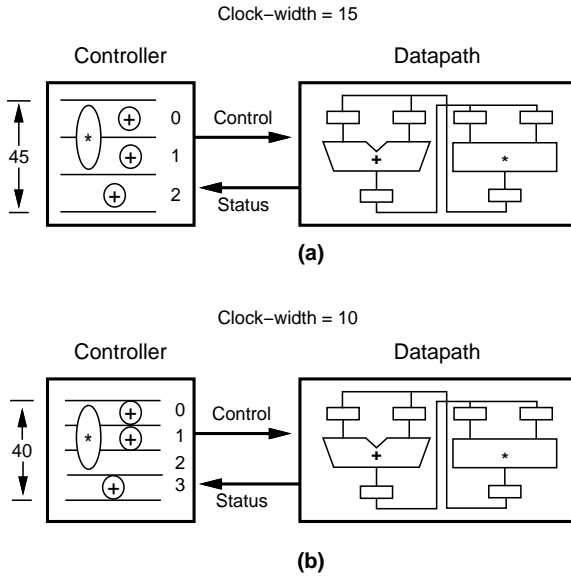 Clock-width = 15
Controller
Datapath
45
*
+
0
+
1
+
2
Control
Status
+
*
(a)
Clock-width = 10
Controller
Datapath
40
*
+
0
+
1
2
+
3
Control
Status
+
*
(b)